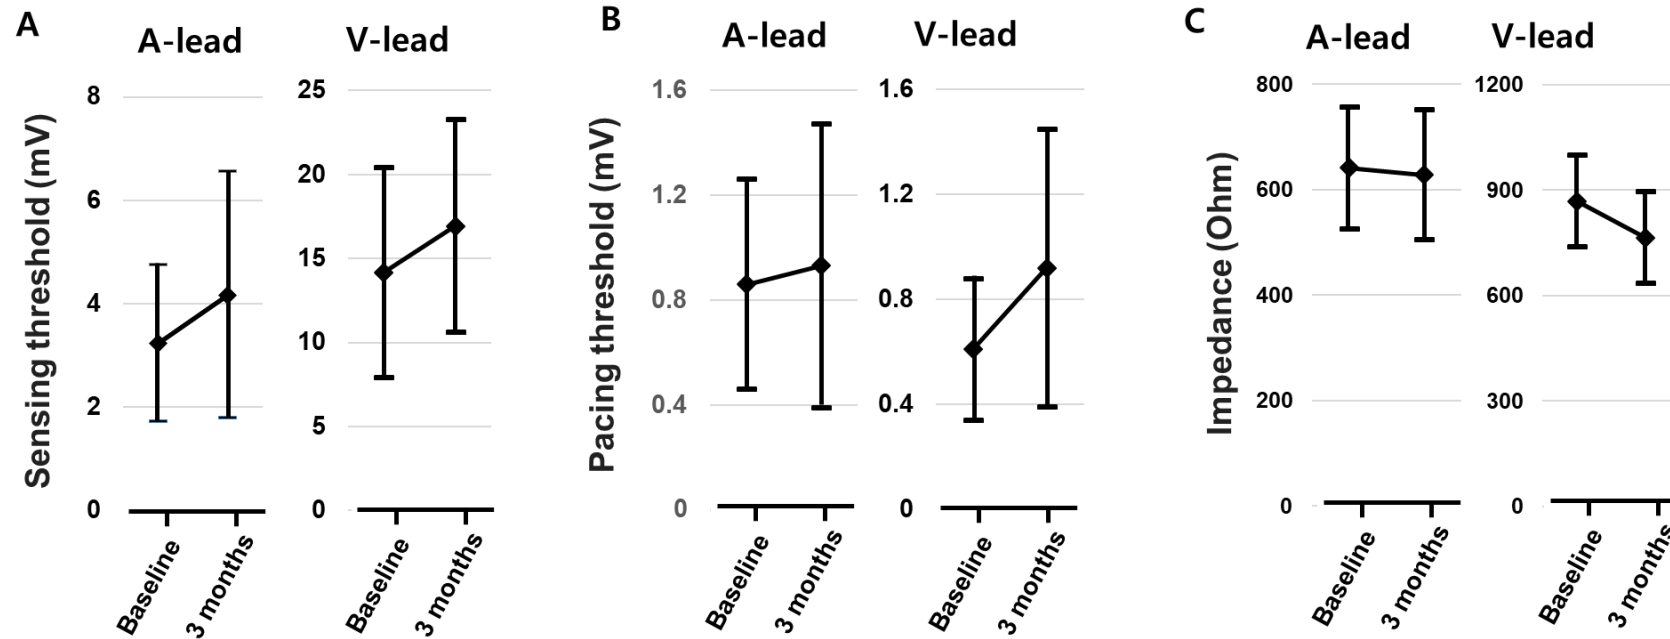 A
A-lead
V-lead
Sensing threshold (mV)
8
6
4
2
0
25
20
15
10
5
0
Baseline
3 months
Baseline
3 months
B
A-lead
V-lead
Pacing threshold (mV)
1.6
1.2
0.8
0.4
0
1.6
1.2
0.8
0.4
0
Baseline
3 months
Baseline
3 months
C
A-lead
V-lead
Impedance (Ohm)
800
600
400
200
0
1200
900
600
300
0
Baseline
3 months
Baseline
3 months